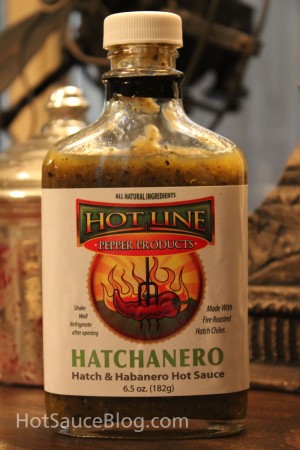 ALL NATURAL INGREDIENTS
HOT LINE
PEPPER PRODUCTS
Shake
Well
Refrigerate
after opening
Made With
Fire Roasted
Hatch Chiles
HATCHANERO
Hatch & Habanero Hot Sauce
6.5 oz. (182g)
HotSauceBlog.com